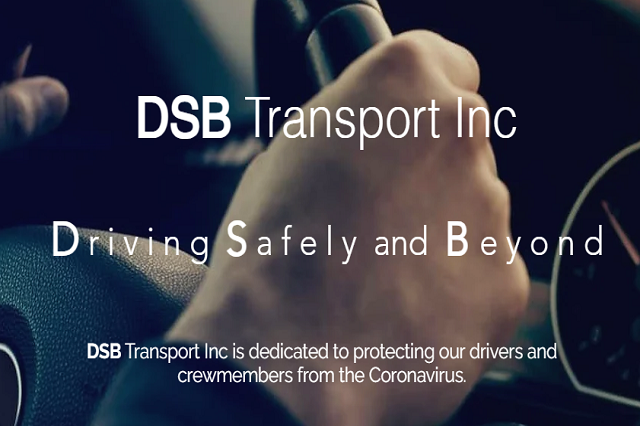 DSB Transport Inc
Driving Safely and Beyond
DSB Transport Inc is dedicated to protecting our drivers and
crewmembers from the Coronavirus.